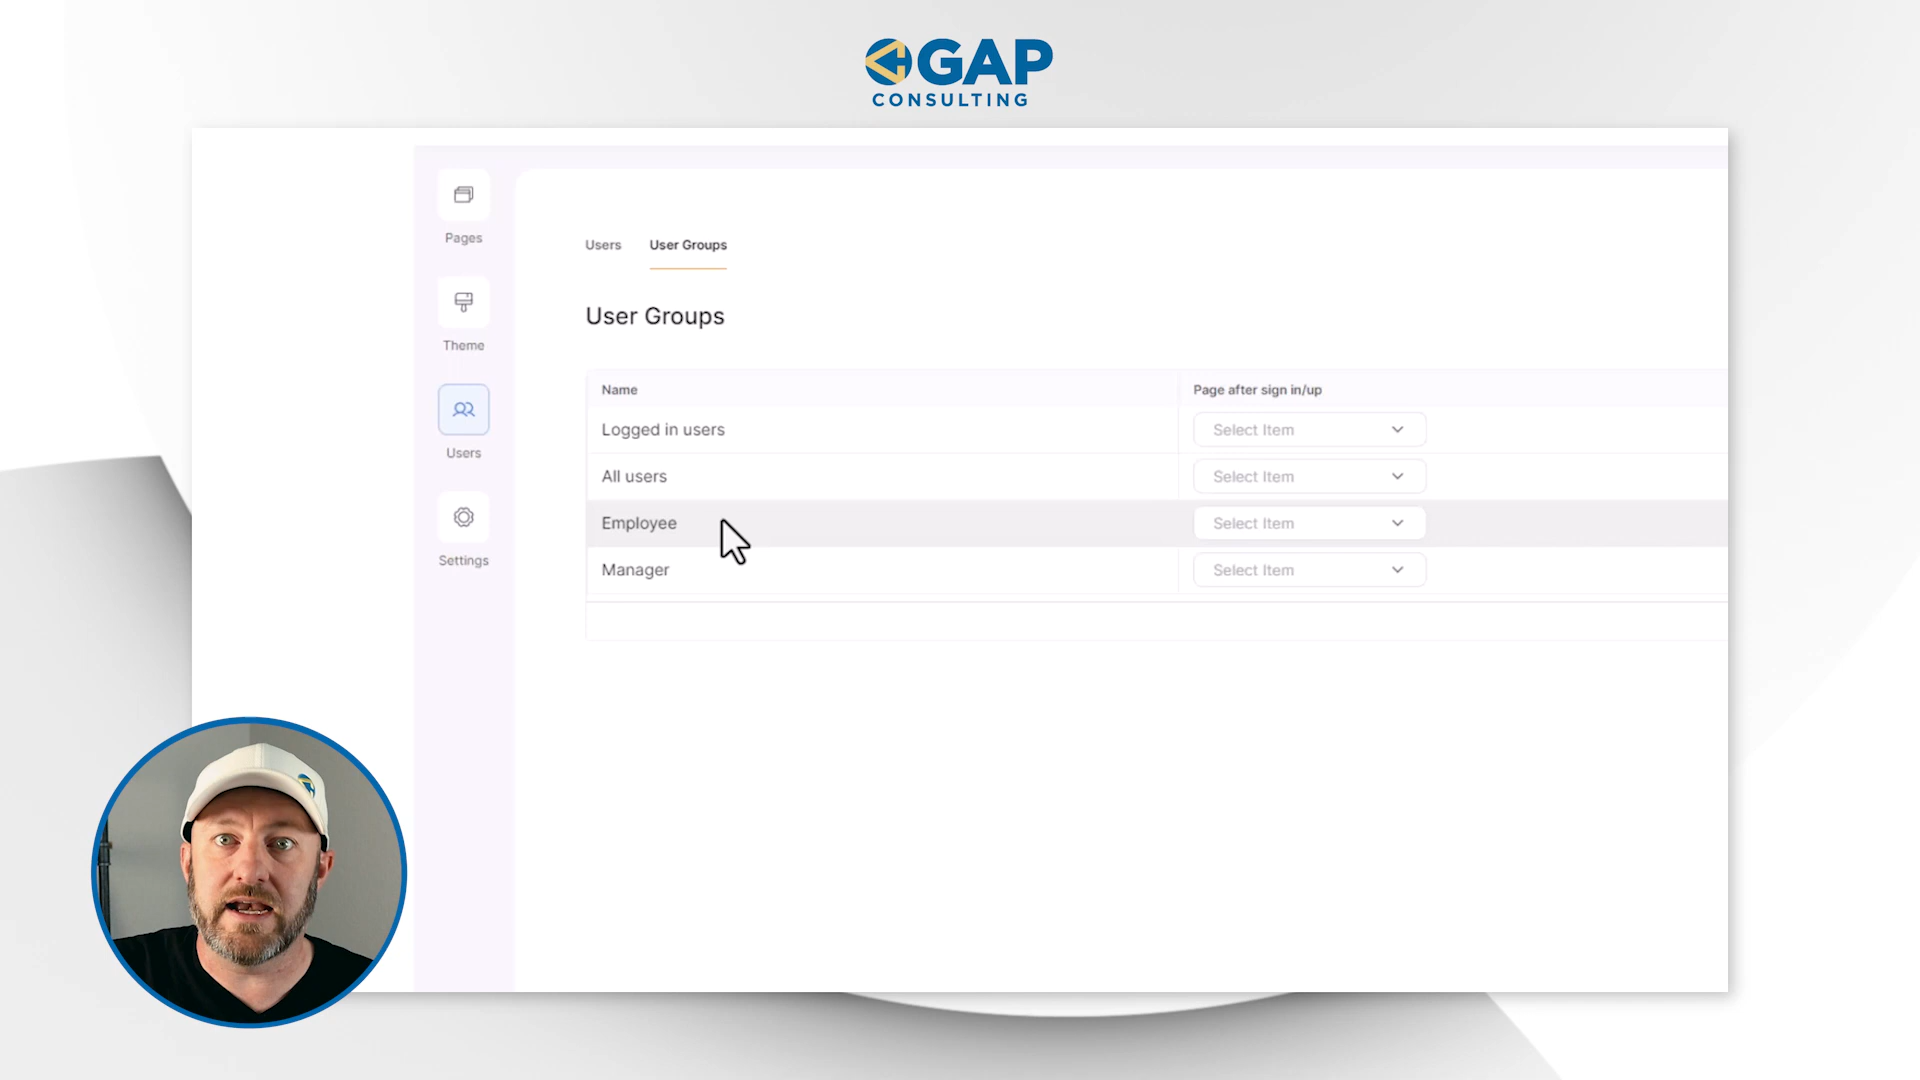 GAP
CONSULTING
Pages
Users User Groups
User Groups
Theme
Name Page after sign in/up
Logged in users Select Item
Users
All users Select Item
Employee Select Item
Settings
Manager Select Item